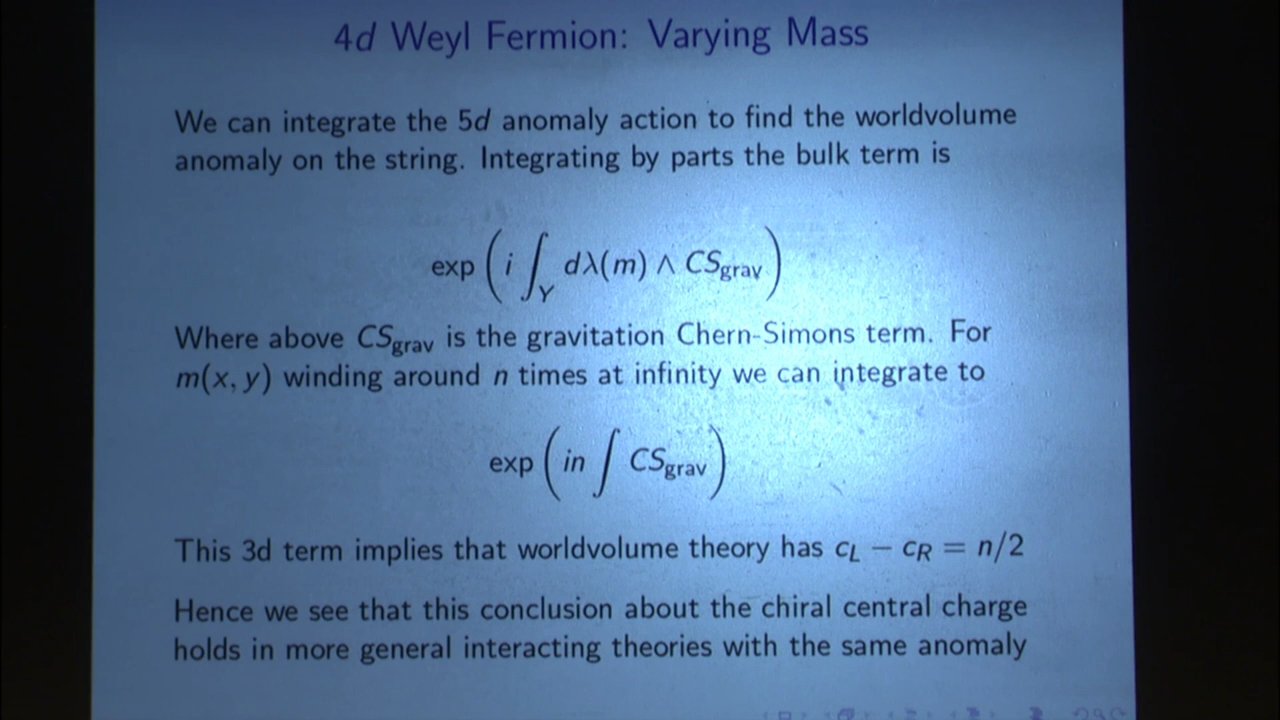 4d Weyl Fermion: Varying Mass
We can integrate the 5d anomaly action to find the worldvolume
anomaly on the string. Integrating by parts the bulk term is
exp ( i ∫_Y dλ(m) ∧ CS_grav )
Where above CS_grav is the gravitation Chern-Simons term. For
m(x, y) winding around n times at infinity we can integrate to
exp ( in ∫ CS_grav )
This 3d term implies that worldvolume theory has c_L − c_R = n/2
Hence we see that this conclusion about the chiral central charge
holds in more general interacting theories with the same anomaly